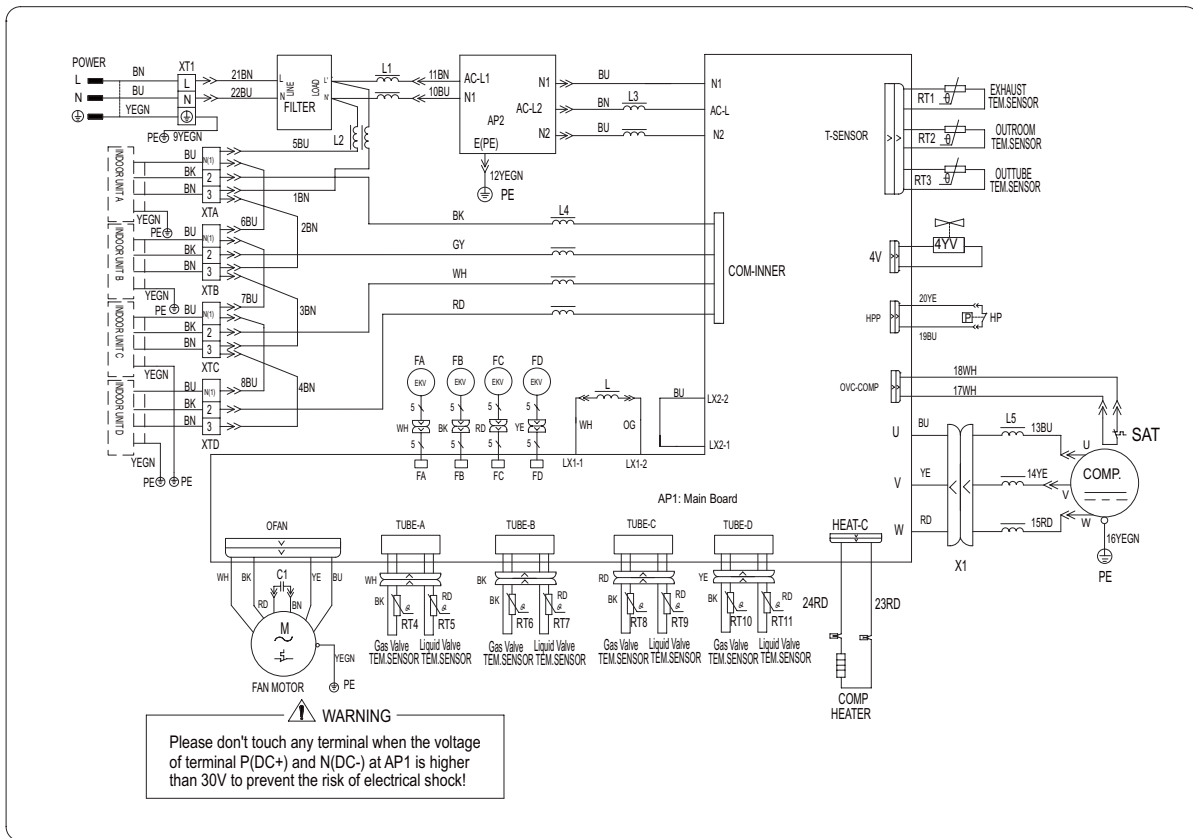 POWER
L
N
BN
BU
YEGN
XT1
L
N
PE
9YEGN
21BN
22BU
L
N
LINE
FILTER
LOAD
L'
N'
L1
11BN
10BU
AC-L1
N1
AP2
E(PE)
N1
AC-L2
N2
12YEGN
PE
BU
BN
L3
BU
N1
AC-L
N2
L2
5BU
INDOOR UNIT A
BU
BK
BN
YEGN
N(1)
2
3
XTA
PE
1BN
2BN
6BU
INDOOR UNIT B
BU
BK
BN
YEGN
N(1)
2
3
XTB
PE
7BU
3BN
INDOOR UNIT C
BU
BK
BN
YEGN
N(1)
2
3
XTC
8BU
4BN
INDOOR UNIT D
BU
BK
BN
YEGN
N(1)
2
3
XTD
PE
PE
BK
L4
GY
WH
RD
COM-INNER
T-SENSOR
RT1
θ
EXHAUST
TEM.SENSOR
RT2
θ
OUTROOM
TEM.SENSOR
RT3
θ
OUTTUBE
TEM.SENSOR
4V
4YV
HPP
20YE
19BU
P
HP
OVC-COMP
18WH
17WH
SAT
U
V
W
BU
YE
RD
X1
L5
13BU
14YE
15RD
U
V
W
COMP.
16YEGN
PE
FA
FB
FC
FD
EKV
EKV
EKV
EKV
5
5
5
5
WH
BK
RD
YE
5
5
5
5
FA
FB
FC
FD
L
WH
OG
LX1-1
LX1-2
BU
LX2-2
LX2-1
AP1: Main Board
OFAN
WH
BK
RD
C1
BN
YE
BU
M
YEGN
PE
FAN MOTOR
TUBE-A
WH
BK
RD
RT4
RT5
Gas Valve
TEM.SENSOR
Liquid Valve
TEM.SENSOR
TUBE-B
BK
BK
RD
RT6
RT7
Gas Valve
TEM.SENSOR
Liquid Valve
TEM.SENSOR
TUBE-C
RD
BK
RD
RT8
RT9
Gas Valve
TEM.SENSOR
Liquid Valve
TEM.SENSOR
TUBE-D
YE
BK
RD
RT10
RT11
Gas Valve
TEM.SENSOR
Liquid Valve
TEM.SENSOR
HEAT-C
24RD
23RD
COMP
HEATER
WARNING
Please don't touch any terminal when the voltage
of terminal P(DC+) and N(DC-) at AP1 is higher
than 30V to prevent the risk of electrical shock!